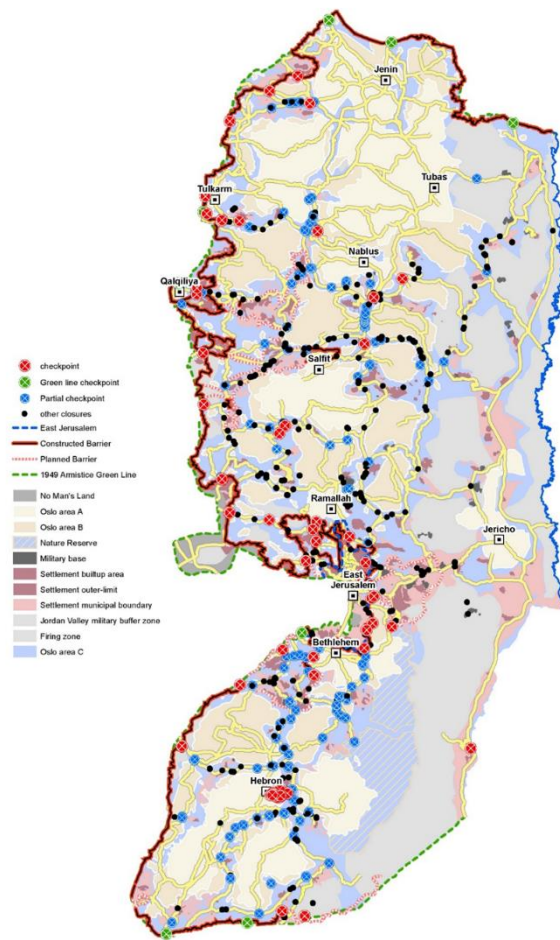 Jenin
Tubas
Tulkarm
Nablus
Qalqiliya
Salfit
Ramallah
Jericho
East
Jerusalem
Bethlehem
Hebron
checkpoint
Green line checkpoint
Partial checkpoint
other closures
East Jerusalem
Constructed Barrier
Planned Barrier
1949 Armistice Green Line
No Man's Land
Oslo area A
Oslo area B
Nature Reserve
Military base
Settlement builtup area
Settlement outer-limit
Settlement municipal boundary
Jordan Valley military buffer zone
Firing zone
Oslo area C